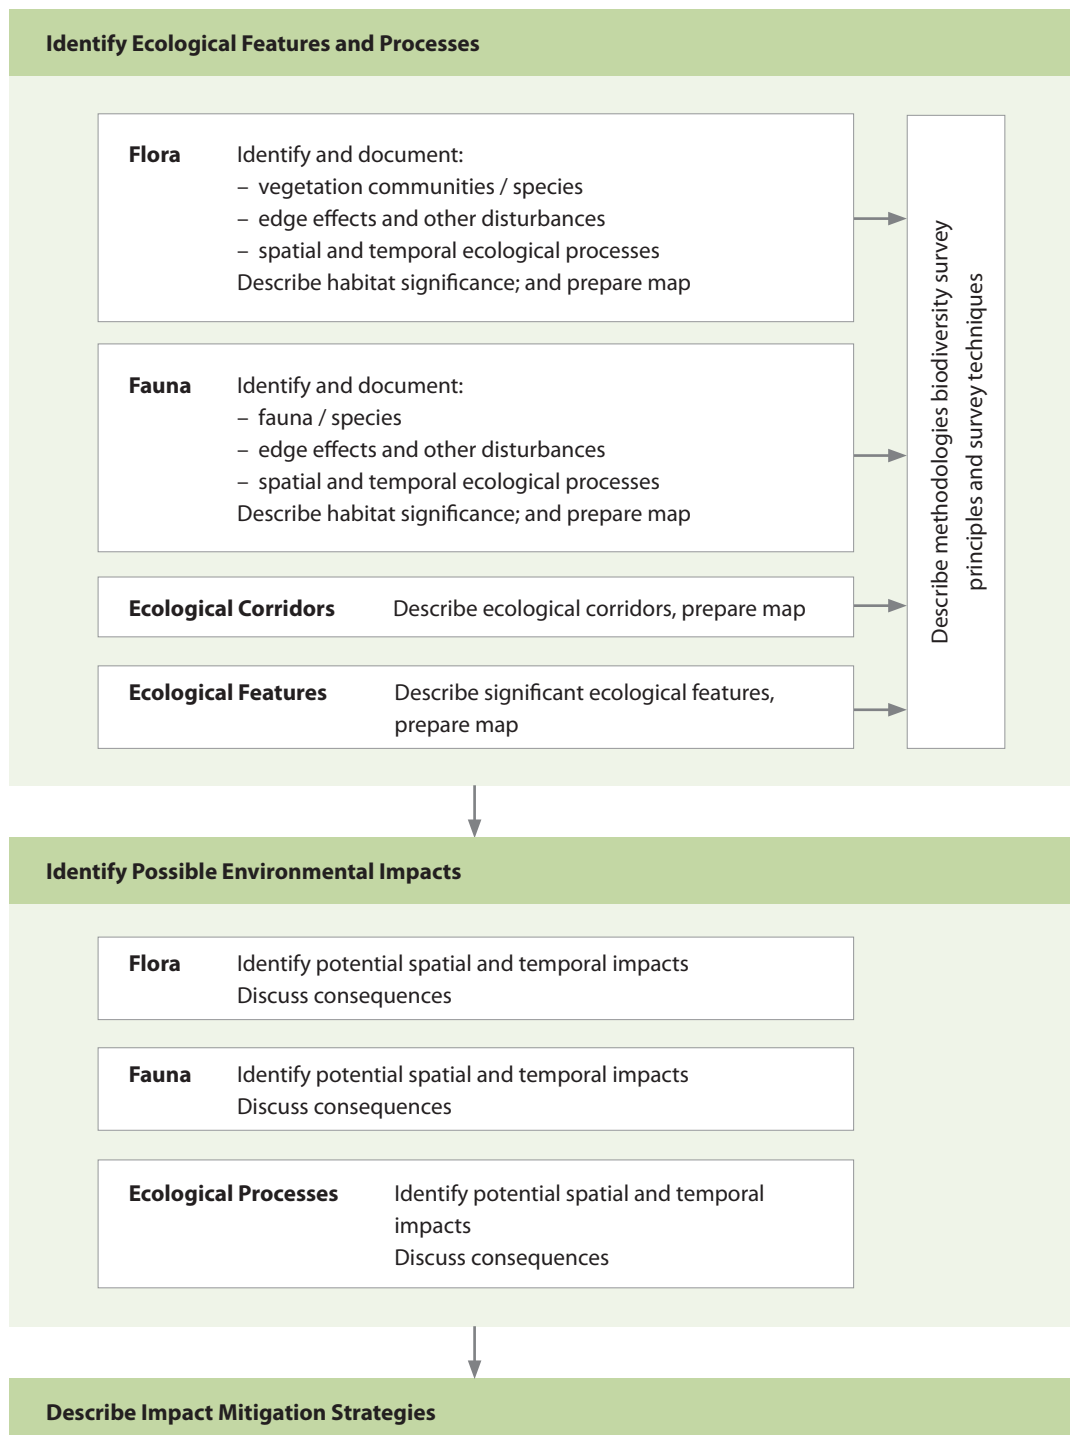 Identify Ecological Features and Processes
Flora Identify and document:
– vegetation communities / species
– edge effects and other disturbances
– spatial and temporal ecological processes
Describe habitat significance; and prepare map
Fauna Identify and document:
– fauna / species
– edge effects and other disturbances
– spatial and temporal ecological processes
Describe habitat significance; and prepare map
Ecological Corridors Describe ecological corridors, prepare map
Ecological Features Describe significant ecological features,
prepare map
Describe methodologies biodiversity survey
principles and survey techniques
Identify Possible Environmental Impacts
Flora Identify potential spatial and temporal impacts
Discuss consequences
Fauna Identify potential spatial and temporal impacts
Discuss consequences
Ecological Processes Identify potential spatial and temporal
impacts
Discuss consequences
Describe Impact Mitigation Strategies